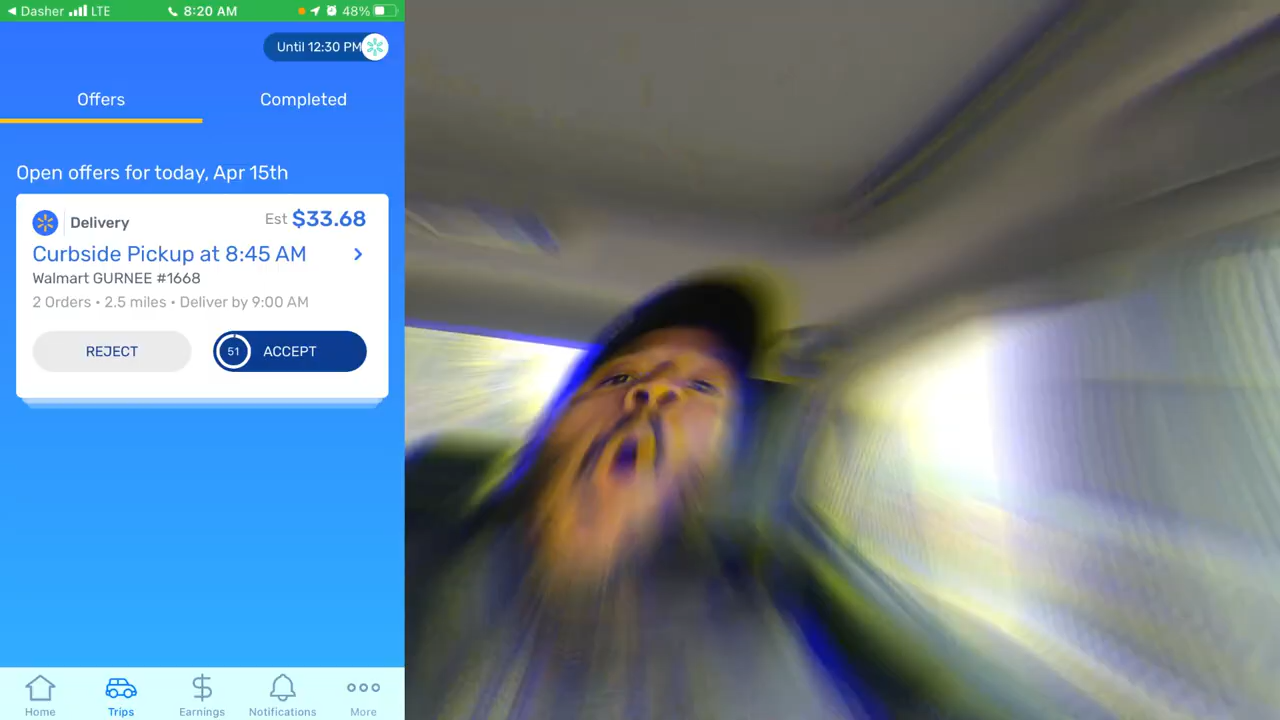 Dasher LTE 8:20 AM 48%
Until 12:30 PM
Offers Completed
Open offers for today, Apr 15th
Delivery Est $33.68
Curbside Pickup at 8:45 AM
Walmart GURNEE #1668
2 Orders • 2.5 miles • Deliver by 9:00 AM
REJECT 51 ACCEPT
Home Trips Earnings Notifications More